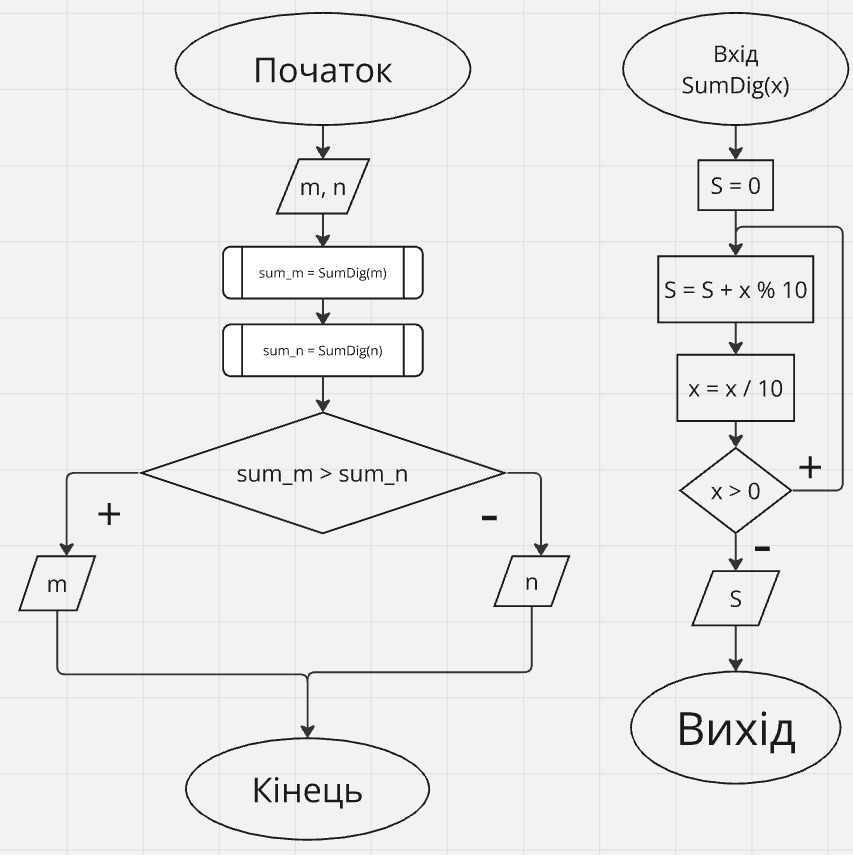 Початок
m, n
sum_m = SumDig(m)
sum_n = SumDig(n)
sum_m > sum_n
+
-
m
n
Кінець
Вхід
SumDig(x)
S = 0
S = S + x % 10
x = x / 10
x > 0
+
-
S
Вихід